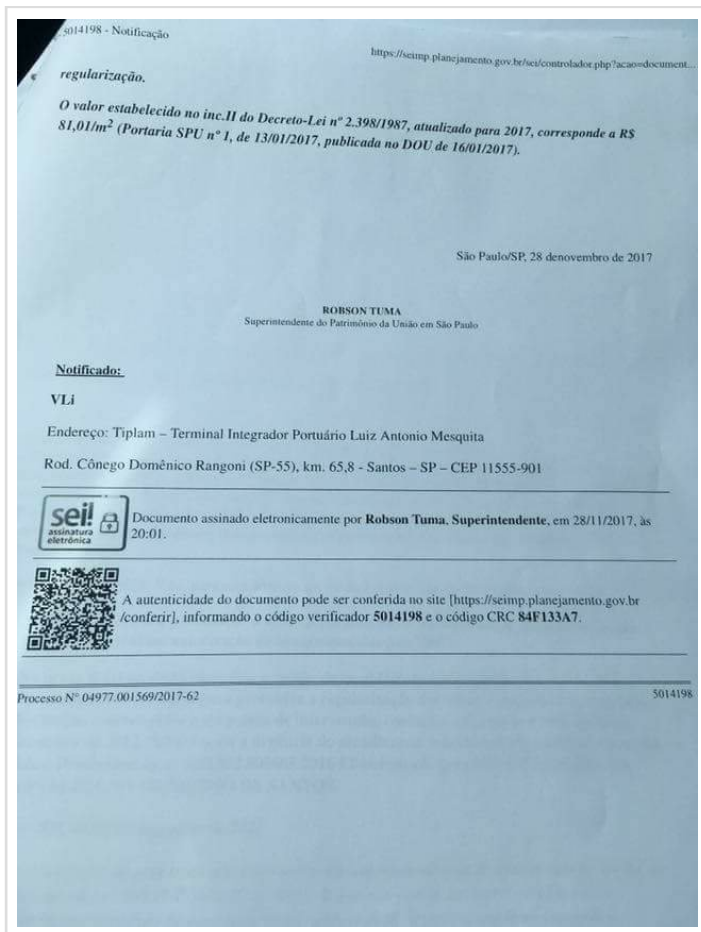 5014198 - Notificação
https://seimp.planejamento.gov.br/sei/controlador.php?acao=document...
regularização.
O valor estabelecido no inc.II do Decreto-Lei nº 2.398/1987, atualizado para 2017, corresponde a R$
81,01/m² (Portaria SPU nº 1, de 13/01/2017, publicada no DOU de 16/01/2017).
São Paulo/SP, 28 denovembro de 2017
ROBSON TUMA
Superintendente do Patrimônio da União em São Paulo
Notificado:
VLi
Endereço: Tiplam – Terminal Integrador Portuário Luiz Antonio Mesquita
Rod. Cônego Domênico Rangoni (SP-55), km. 65,8 - Santos – SP – CEP 11555-901
sei!
assinatura
eletrônica
Documento assinado eletronicamente por Robson Tuma, Superintendente, em 28/11/2017, às
20:01.
A autenticidade do documento pode ser conferida no site [https://seimp.planejamento.gov.br
/conferir], informando o código verificador 5014198 e o código CRC 84F133A7.
Processo Nº 04977.001569/2017-62
5014198